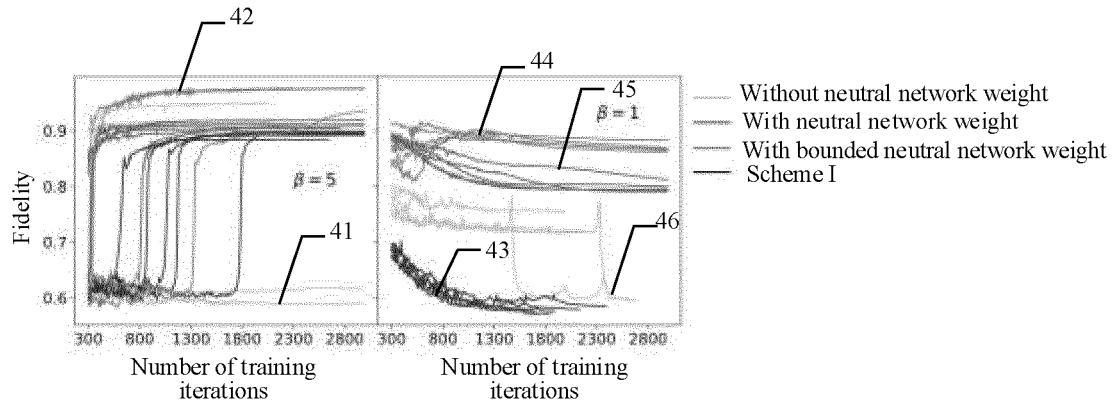 42
44
45
β = 1
Without neutral network weight
With neutral network weight
With bounded neutral network weight
Scheme I
0.9
0.8
0.7
0.6
Fidelity
β = 5
41
43
46
300 800 1300 1800 2300 2800
300 800 1300 1800 2300 2800
Number of training
iterations
Number of training
iterations